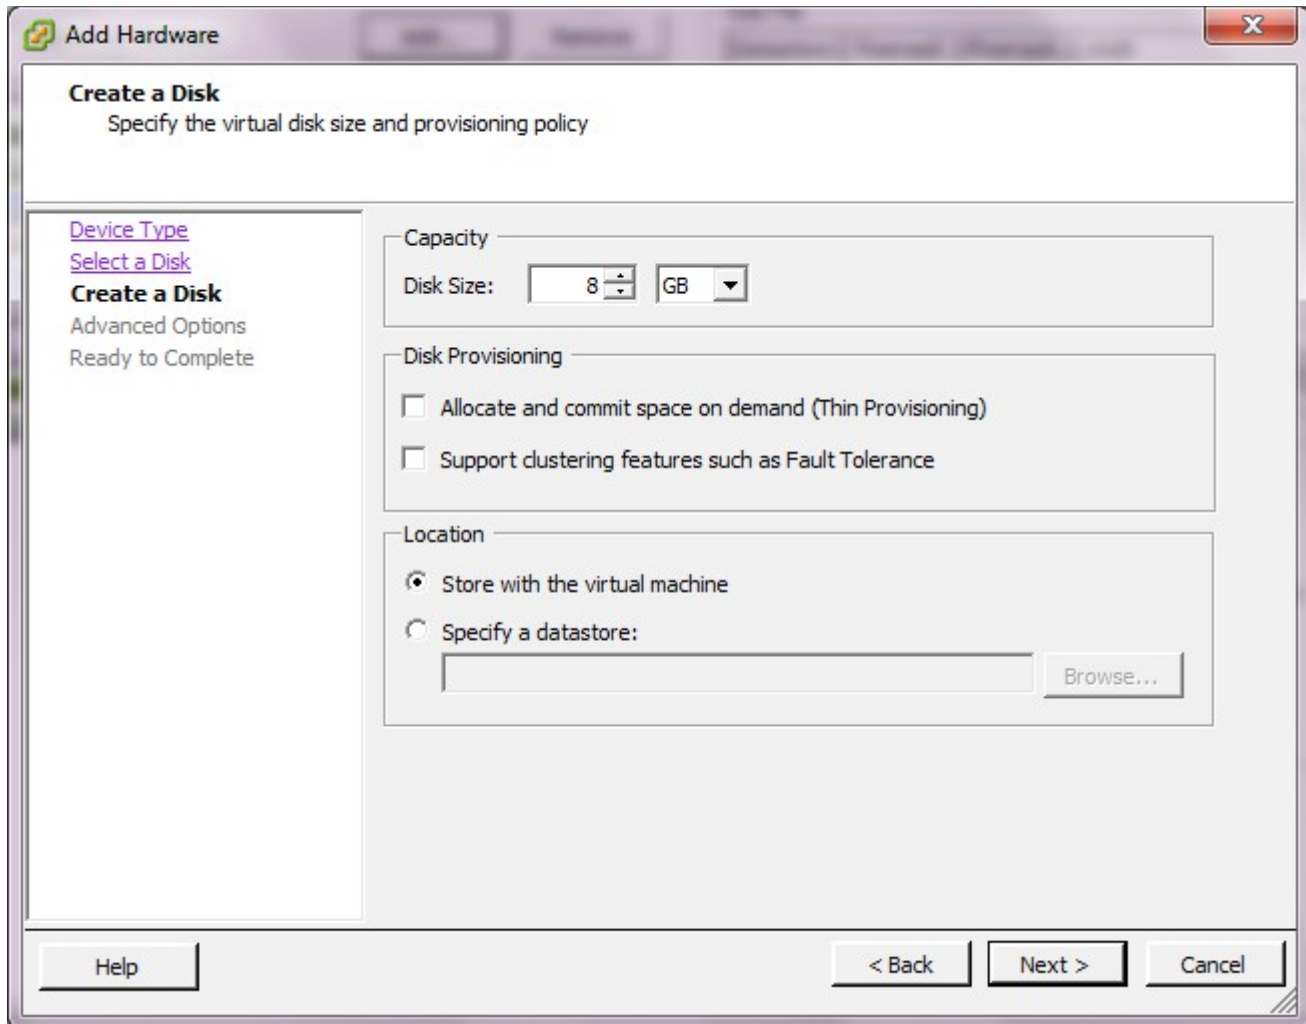 Add Hardware
Create a Disk
Specify the virtual disk size and provisioning policy
Device Type
Select a Disk
Create a Disk
Advanced Options
Ready to Complete
Capacity
Disk Size: 8 GB
Disk Provisioning
Allocate and commit space on demand (Thin Provisioning)
Support clustering features such as Fault Tolerance
Location
Store with the virtual machine
Specify a datastore:
Browse...
Help
< Back
Next >
Cancel